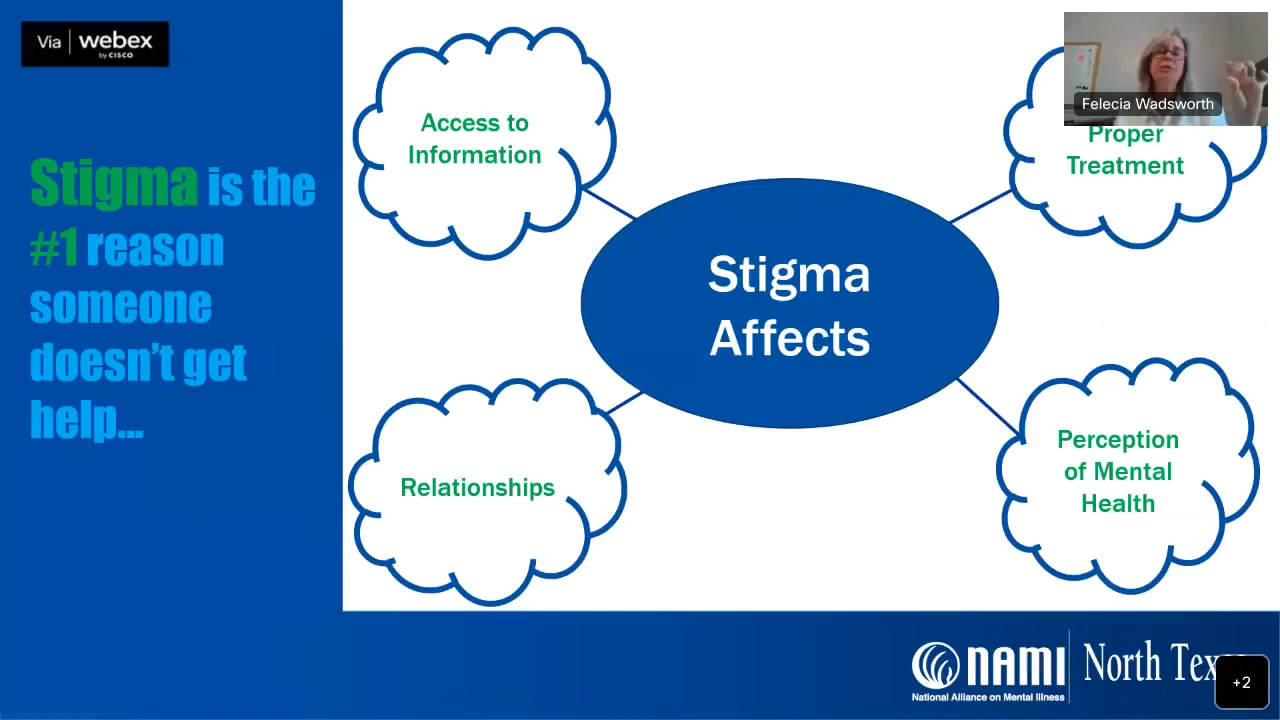 Via | webex
by CISCO
Stigma is the
#1 reason
someone
doesn't get
help...
Access to
Information
Felecia Wadsworth
Proper
Treatment
Stigma
Affects
Relationships
Perception
of Mental
Health
NAMI
National Alliance on Mental Illness
North
+2